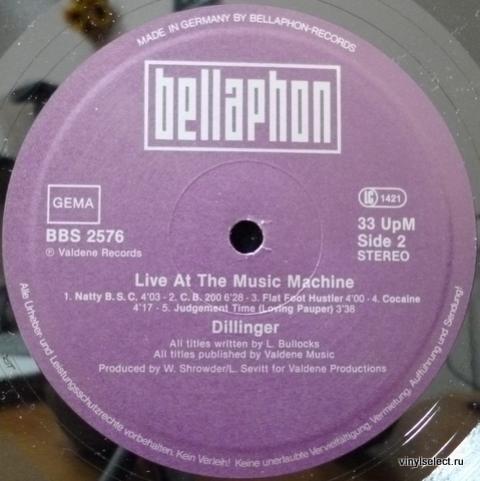 MADE IN GERMANY BY BELLAPHON-RECORDS
bellaphon
GEMA
BBS 2576
℗ Valdene Records
LC 1421
33 UpM
Side 2
STEREO
Live At The Music Machine
1. Natty B. S. C. 4'03 - 2. C. B. 200 6'28 - 3. Flat Foot Hustler 4'00 - 4. Cocaine
4'17 - 5. Judgement Time (Loving Pauper) 3'38
Dillinger
All titles written by L. Bullocks
All titles published by Valdene Music
Produced by W. Shrowder/L. Sevitt for Valdene Productions
Alle Urheber und Leistungsschutzrechte vorbehalten. Kein Verleih! Keine unerlaubte Vervielfältigung, Vermietung, Aufführung und Sendung!
vinylselect.ru